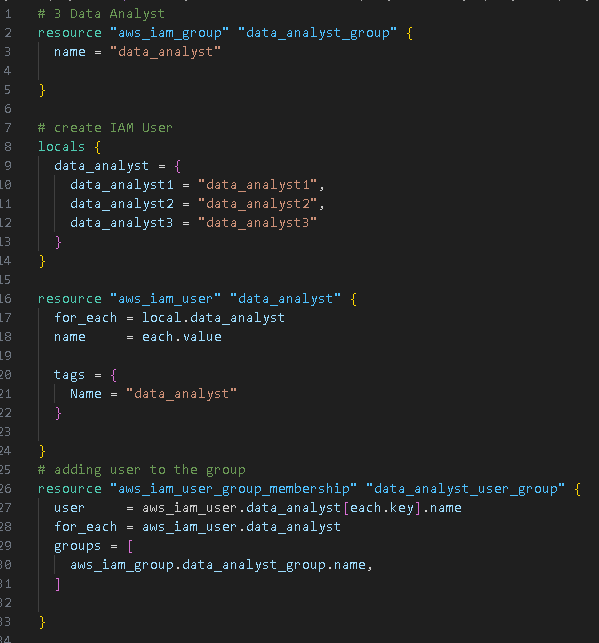 1 # 3 Data Analyst
2 resource "aws_iam_group" "data_analyst_group" {
3 name = "data_analyst"
4
5 }
6
7 # create IAM User
8 locals {
9 data_analyst = {
10 data_analyst1 = "data_analyst1",
11 data_analyst2 = "data_analyst2",
12 data_analyst3 = "data_analyst3"
13 }
14 }
15
16 resource "aws_iam_user" "data_analyst" {
17 for_each = local.data_analyst
18 name     = each.value
19
20 tags = {
21 Name = "data_analyst"
22 }
23
24 }
25 # adding user to the group
26 resource "aws_iam_user_group_membership" "data_analyst_user_group" {
27 user     = aws_iam_user.data_analyst[each.key].name
28 for_each = aws_iam_user.data_analyst
29 groups = [
30 aws_iam_group.data_analyst_group.name,
31 ]
32
33 }
34